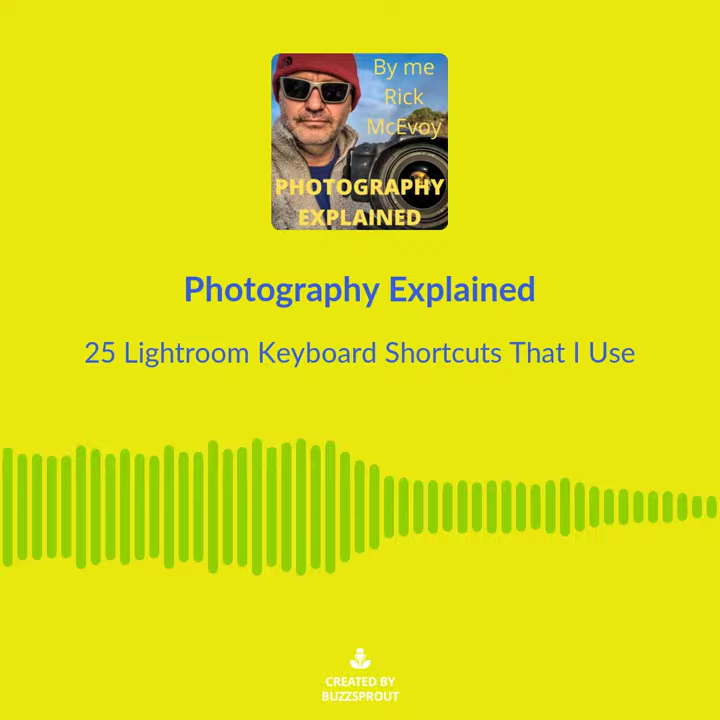 By me
Rick
McEvoy
PHOTOGRAPHY
EXPLAINED
Photography Explained
25 Lightroom Keyboard Shortcuts That I Use
CREATED BY
BUZZSPROUT